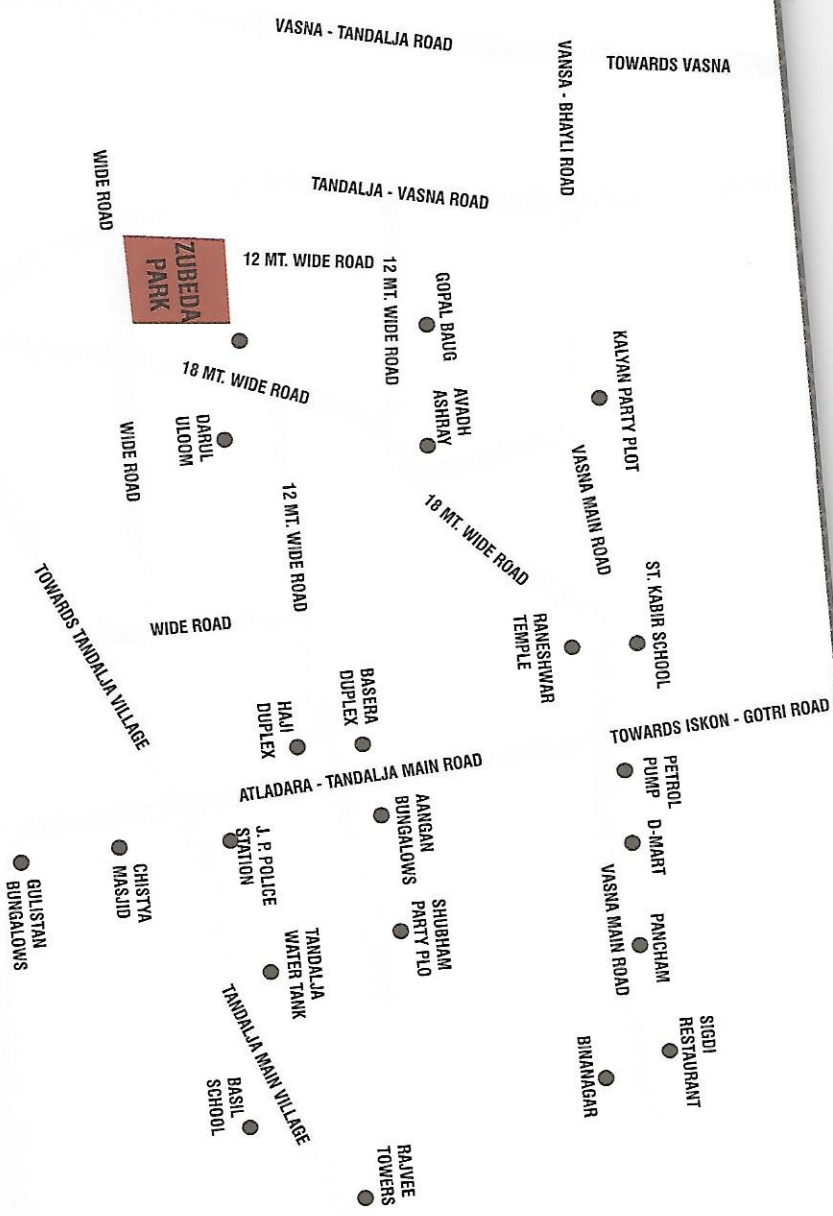 VASNA - TANDALJA ROAD
VANSA - BHAYLI ROAD
TOWARDS VASNA
WIDE ROAD
TANDALJA - VASNA ROAD
ZUBEDA
PARK
12 MT. WIDE ROAD
12 MT. WIDE ROAD
GOPAL BAUG
KALYAN PARTY PLOT
18 MT. WIDE ROAD
AVADH
ASHRAY
VASNA MAIN ROAD
DARUL
ULOOM
WIDE ROAD
12 MT. WIDE ROAD
18 MT. WIDE ROAD
ST. KABIR SCHOOL
RANESHWAR
TEMPLE
TOWARDS TANDALJA VILLAGE
WIDE ROAD
BASERA
DUPLEX
HAJI
DUPLEX
TOWARDS ISKON - GOTRI ROAD
ATLADARA - TANDALJA MAIN ROAD
PETROL
PUMP
D-MART
AANGAN
BUNGALOWS
J. P. POLICE
STATION
CHISTYA
MASJID
GULISTAN
BUNGALOWS
VASNA MAIN ROAD
PANCHAM
SHUBHAM
PARTY PLO
TANDALJA
WATER TANK
TANDALJA MAIN VILLAGE
SIGDI
RESTAURANT
BINANAGAR
BASIL
SCHOOL
RAJVEE
TOWERS